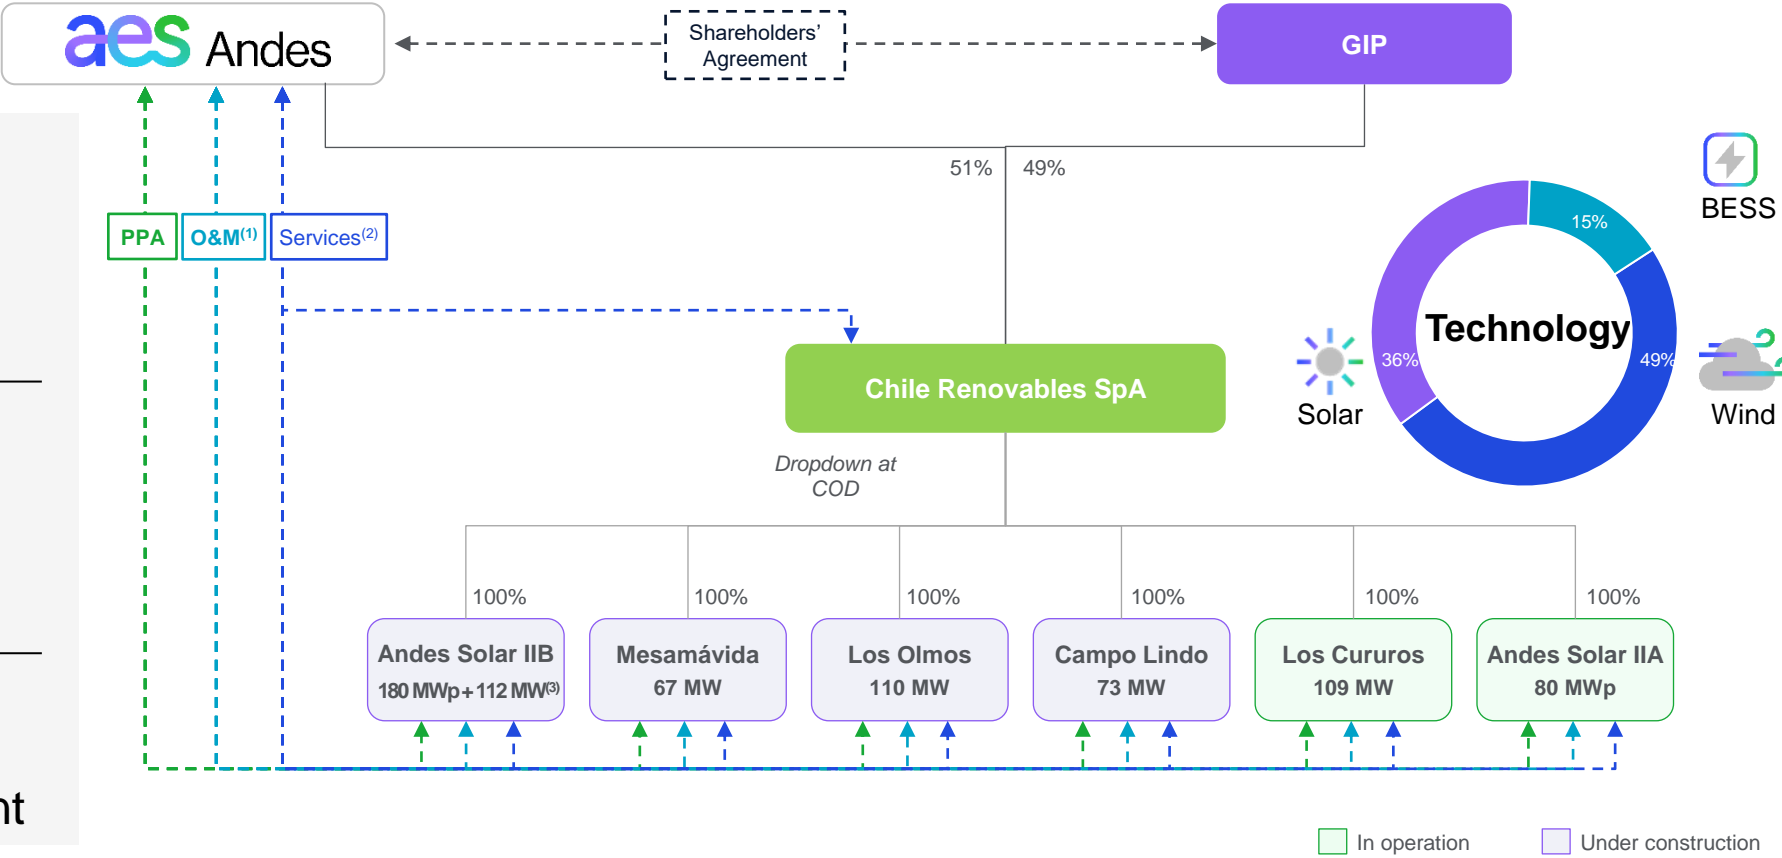 aes Andes
Shareholders'
Agreement
GIP
51%
49%
BESS
PPA
O&M(1)
Services(2)
15%
Technology
36%
49%
Solar
Wind
Chile Renovables SpA
Dropdown at
COD
100%
100%
100%
100%
100%
100%
Andes Solar IIB
180 MWp + 112 MW(3)
Mesamávida
67 MW
Los Olmos
110 MW
Campo Lindo
73 MW
Los Cururos
109 MW
Andes Solar IIA
80 MWp
nt
In operation
Under construction